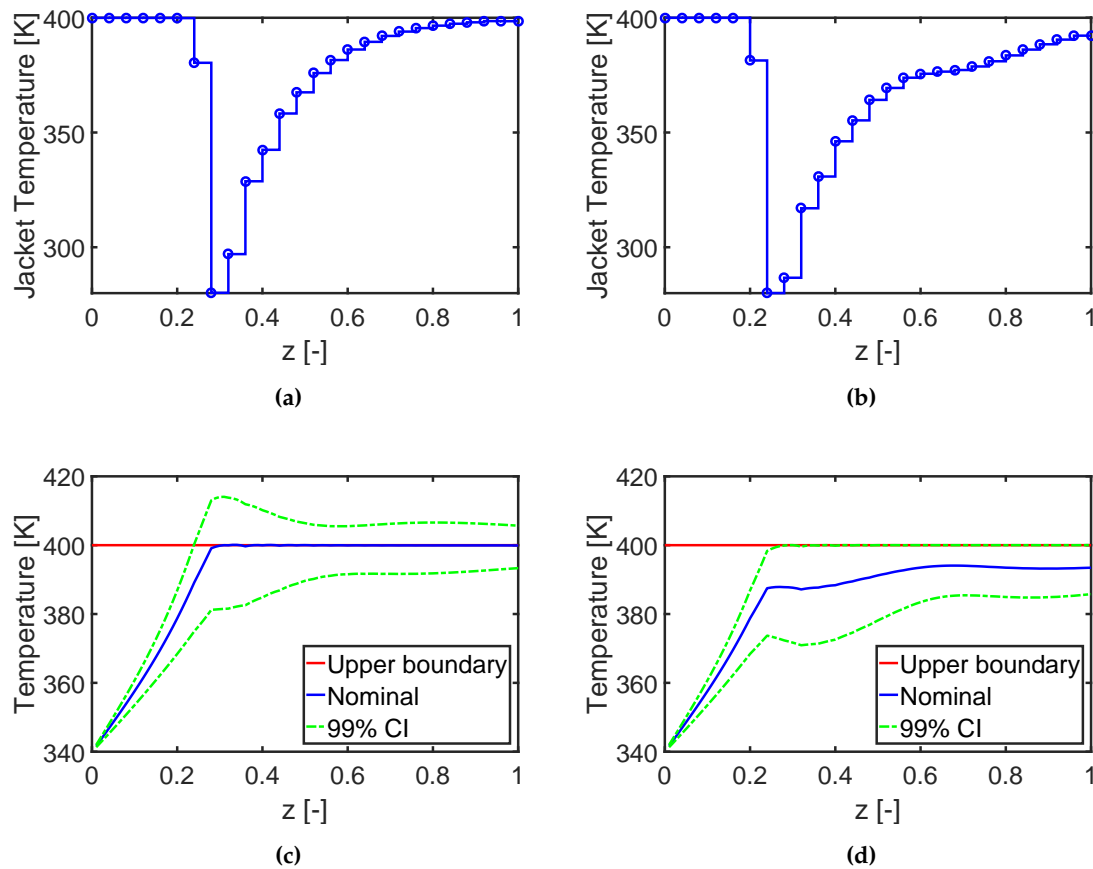 400
350
300
Jacket Temperature [K]
0 0.2 0.4 0.6 0.8 1
z [-]
(a)
400
350
300
Jacket Temperature [K]
0 0.2 0.4 0.6 0.8 1
z [-]
(b)
420
400
380
360
340
Temperature [K]
Upper boundary
Nominal
99% CI
0 0.2 0.4 0.6 0.8 1
z [-]
(c)
420
400
380
360
340
Temperature [K]
Upper boundary
Nominal
99% CI
0 0.2 0.4 0.6 0.8 1
z [-]
(d)